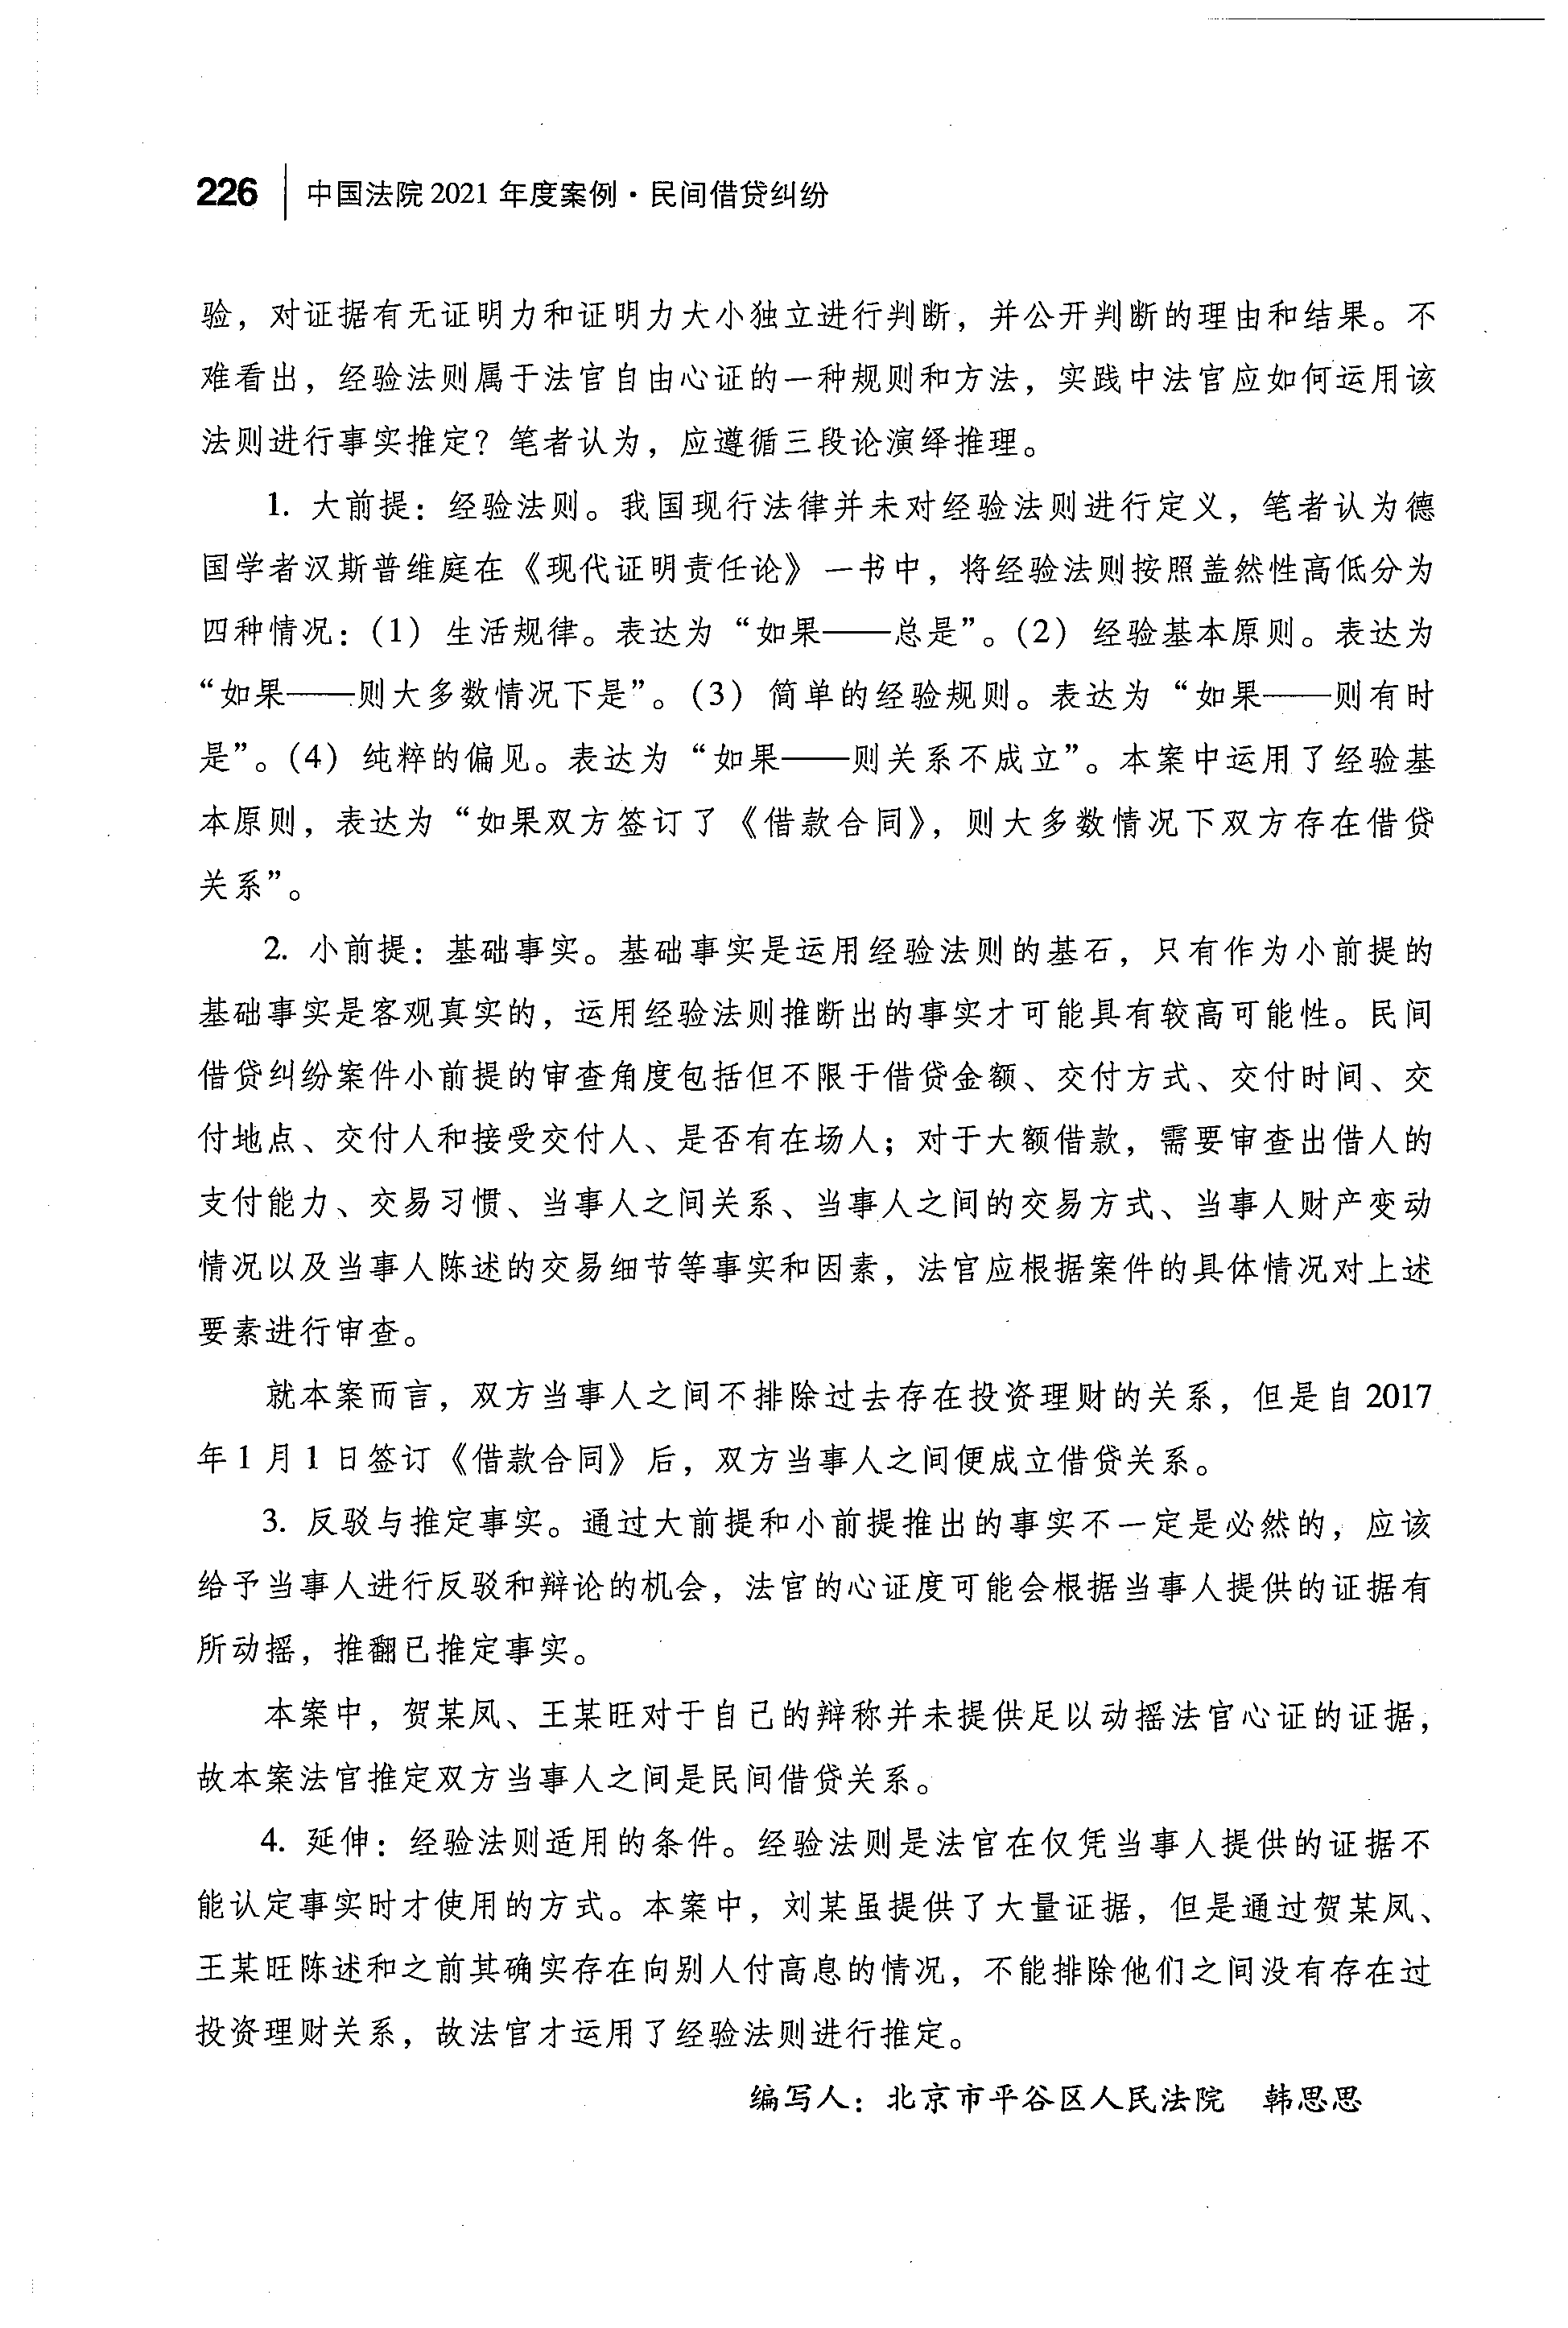 226 中国法院2021年度案例·民间借贷纠纷
验，对证据有无证明力和证明力大小独立进行判断，并公开判断的理由和结果。不
难看出，经验法则属于法官自由心证的一种规则和方法，实践中法官应如何运用该
法则进行事实推定？笔者认为，应遵循三段论演绎推理。
1. 大前提：经验法则。我国现行法律并未对经验法则进行定义，笔者认为德
国学者汉斯普维庭在《现代证明责任论》一书中，将经验法则按照盖然性高低分为
四种情况：（1）生活规律。表达为“如果——总是”。（2）经验基本原则。表达为
“如果——则大多数情况下是”。（3）简单的经验规则。表达为“如果——则有时
是”。（4）纯粹的偏见。表达为“如果——则关系不成立”。本案中运用了经验基
本原则，表达为“如果双方签订了《借款合同》，则大多数情况下双方存在借贷
关系”。
2. 小前提：基础事实。基础事实是运用经验法则的基石，只有作为小前提的
基础事实是客观真实的，运用经验法则推断出的事实才可能具有较高可能性。民间
借贷纠纷案件小前提的审查角度包括但不限于借贷金额、交付方式、交付时间、交
付地点、交付人和接受交付人、是否有在场人；对于大额借款，需要审查出借人的
支付能力、交易习惯、当事人之间关系、当事人之间的交易方式、当事人财产变动
情况以及当事人陈述的交易细节等事实和因素，法官应根据案件的具体情况对上述
要素进行审查。
就本案而言，双方当事人之间不排除过去存在投资理财的关系，但是自2017
年1月1日签订《借款合同》后，双方当事人之间便成立借贷关系。
3. 反驳与推定事实。通过大前提和小前提推出的事实不一定是必然的，应该
给予当事人进行反驳和辩论的机会，法官的心证度可能会根据当事人提供的证据有
所动摇，推翻已推定事实。
本案中，贺某凤、王某旺对于自己的辩称并未提供足以动摇法官心证的证据，
故本案法官推定双方当事人之间是民间借贷关系。
4. 延伸：经验法则适用的条件。经验法则是法官在仅凭当事人提供的证据不
能认定事实时才使用的方式。本案中，刘某虽提供了大量证据，但是通过贺某凤、
王某旺陈述和之前其确实存在向别人付高息的情况，不能排除他们之间没有存在过
投资理财关系，故法官才运用了经验法则进行推定。
编写人：北京市平谷区人民法院 韩思思